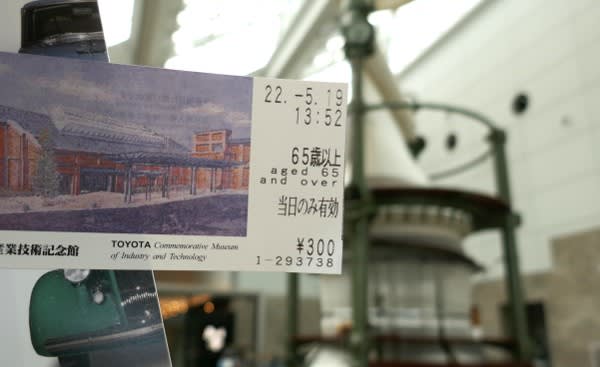 22.-5.19
13:52
65歳以上
aged 65
and over
当日のみ有効
¥300
1-293738
産業技術記念館
TOYOTA Commemorative Museum
of Industry and Technology